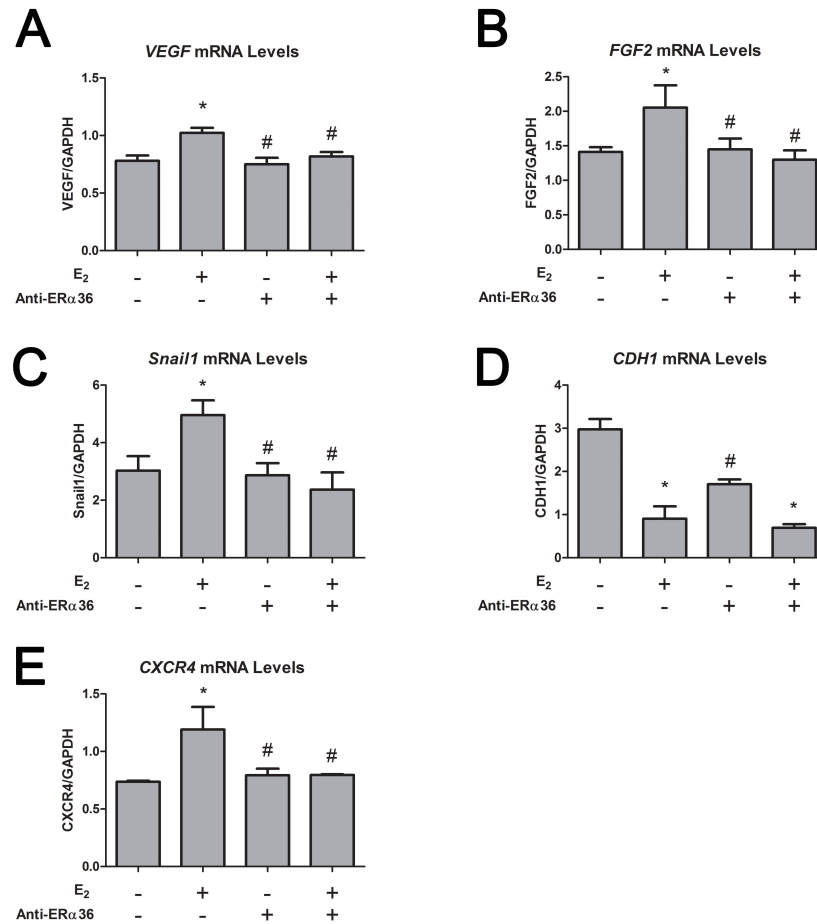 A
VEGF mRNA Levels
VEGF/GAPDH
1.5
1.0
0.5
0.0
*
#
#
E2 - + - +
Anti-ERα36 - - + +
B
FGF2 mRNA Levels
FGF2/GAPDH
2.5
2.0
1.5
1.0
0.5
0.0
*
#
#
E2 - + - +
Anti-ERα36 - - + +
C
Snail1 mRNA Levels
Snail1/GAPDH
6
4
2
0
*
#
#
E2 - + - +
Anti-ERα36 - - + +
D
CDH1 mRNA Levels
CDH1/GAPDH
4
3
2
1
0
*
#
*
E2 - + - +
Anti-ERα36 - - + +
E
CXCR4 mRNA Levels
CXCR4/GAPDH
1.5
1.0
0.5
0.0
*
#
#
E2 - + - +
Anti-ERα36 - - + +